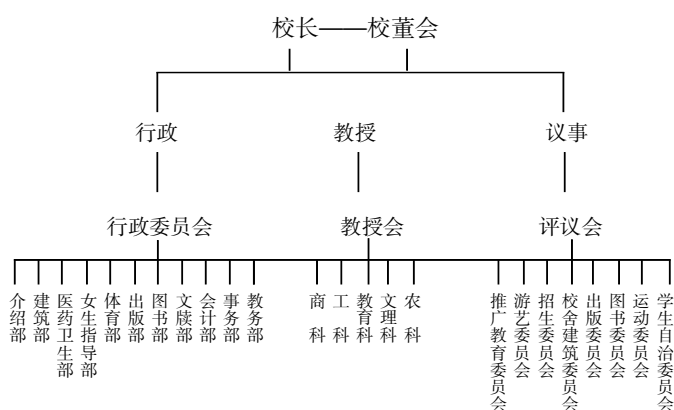 校长——校董会
行政
教授
议事
行政委员会
教授会
评议会
介绍部
建筑部
医药卫生部
女生指导部
体育部
出版部
图书部
文牍部
会计部
事务部
教务部
商科
工科
教育科
文理科
农科
推广教育委员会
游艺委员会
招生委员会
校舍建筑委员会
出版委员会
图书委员会
运动委员会
学生自治委员会